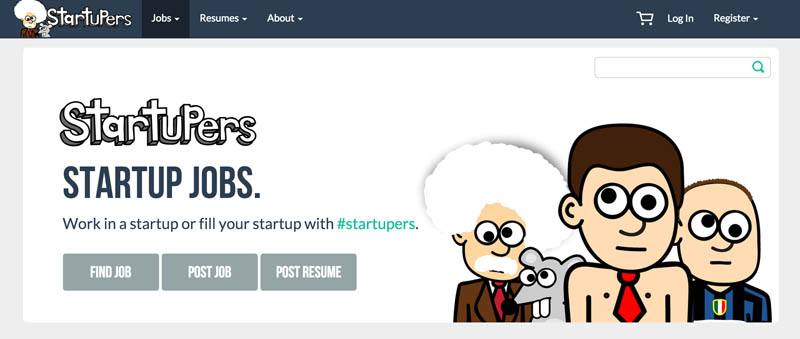 StartuPers
Jobs
Resumes
About
Log In
Register
StartuPers
STARTUP JOBS.
Work in a startup or fill your startup with #startupers.
FIND JOB
POST JOB
POST RESUME